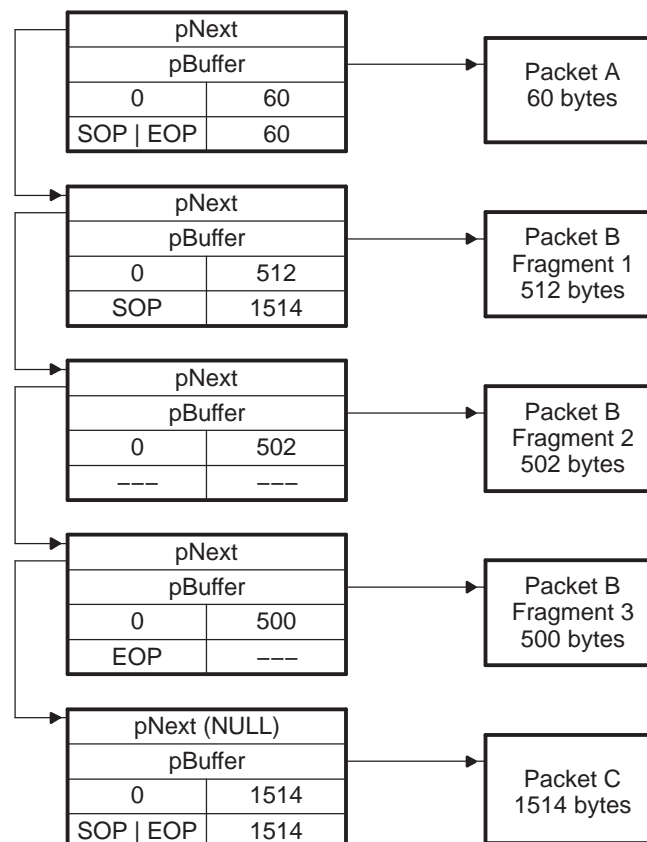 pNext
pBuffer
0 60
SOP | EOP 60
Packet A
60 bytes
pNext
pBuffer
0 512
SOP 1514
Packet B
Fragment 1
512 bytes
pNext
pBuffer
0 502
––– –––
Packet B
Fragment 2
502 bytes
pNext
pBuffer
0 500
EOP –––
Packet B
Fragment 3
500 bytes
pNext (NULL)
pBuffer
0 1514
SOP | EOP 1514
Packet C
1514 bytes